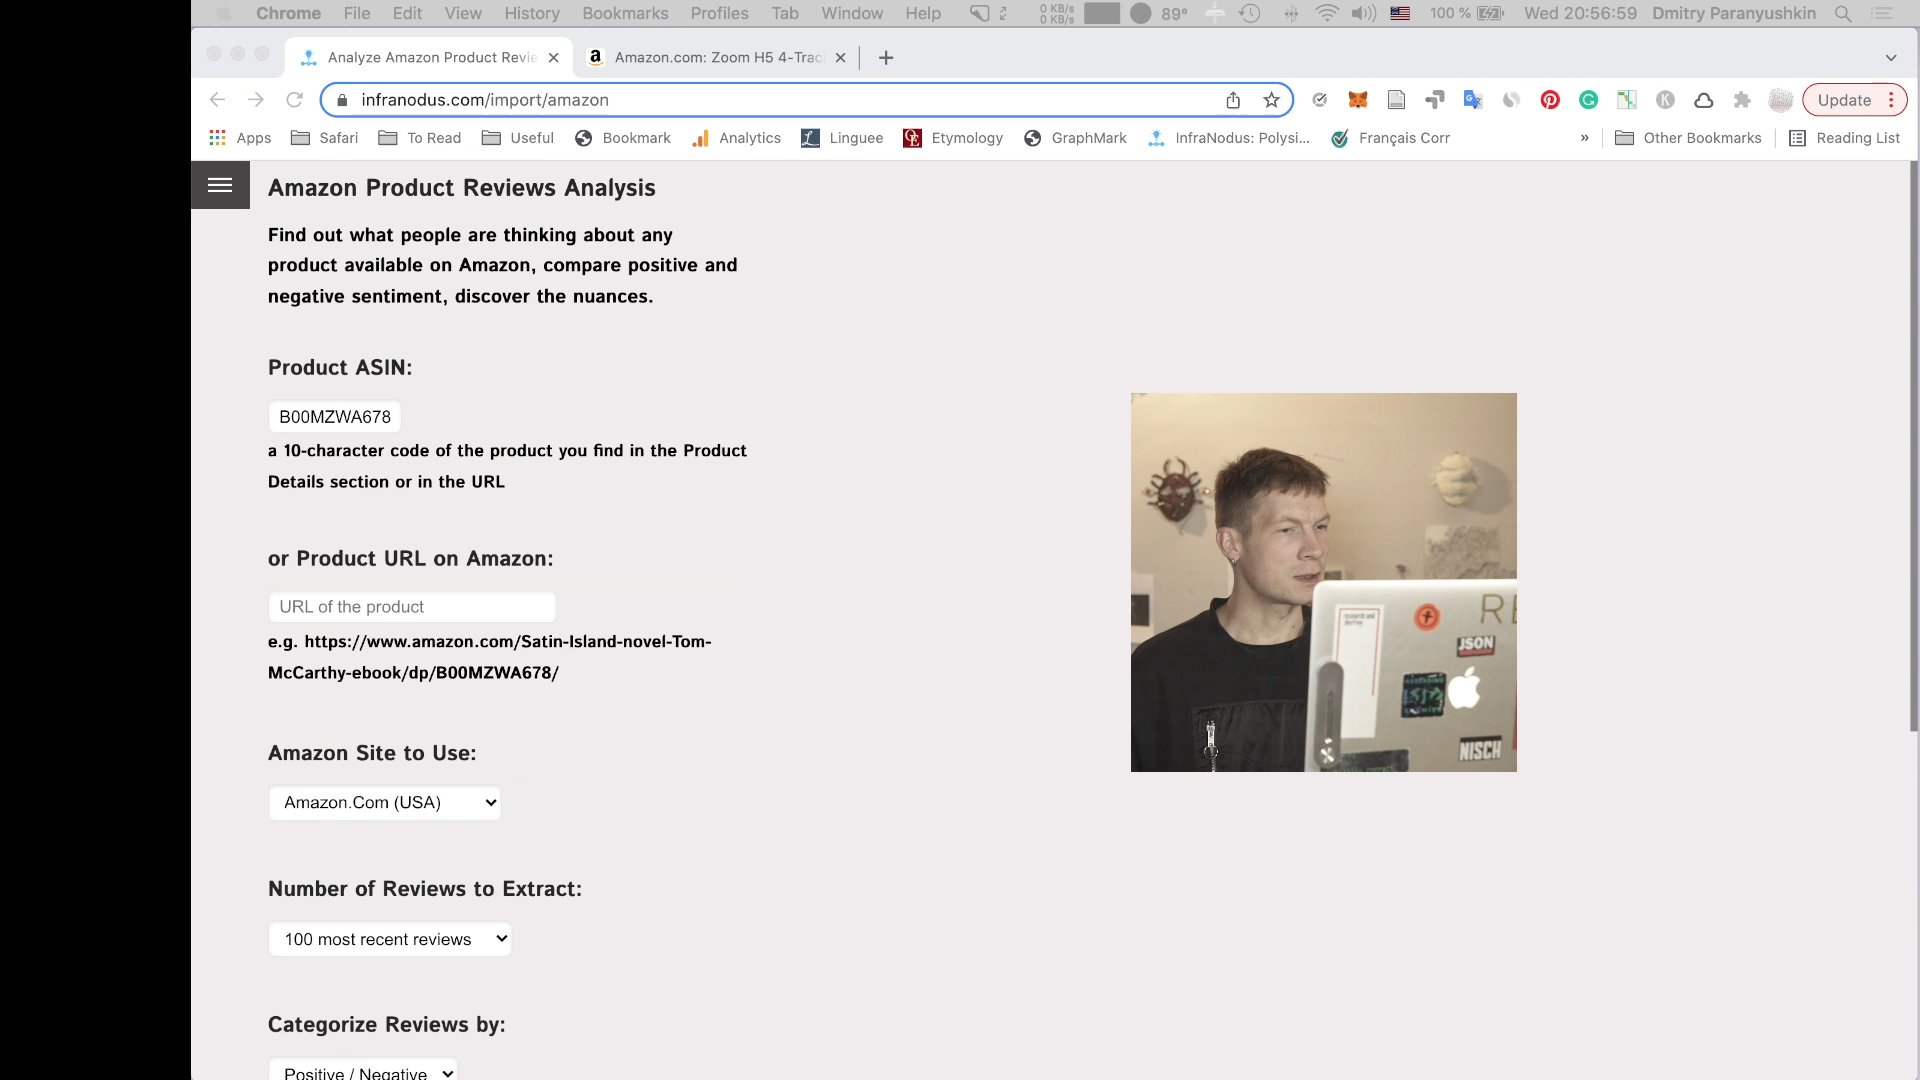 Chrome File Edit View History Bookmarks Profiles Tab Window Help 0 KB/s 0 KB/s 89° 100 % Wed 20:56:59 Dmitry Paranyushkin
Analyze Amazon Product Revie Amazon.com: Zoom H5 4-Trac
infranodus.com/import/amazon Update
Apps Safari To Read Useful Bookmark Analytics Linguee Etymology GraphMark InfraNodus: Polysi... Français Corr » Other Bookmarks Reading List
Amazon Product Reviews Analysis
Find out what people are thinking about any
product available on Amazon, compare positive and
negative sentiment, discover the nuances.
Product ASIN:
B00MZWA678
a 10-character code of the product you find in the Product
Details section or in the URL
or Product URL on Amazon:
URL of the product
e.g. https://www.amazon.com/Satin-Island-novel-Tom-
McCarthy-ebook/dp/B00MZWA678/
Amazon Site to Use:
Amazon.Com (USA)
Number of Reviews to Extract:
100 most recent reviews
Categorize Reviews by:
Positive / Negative
research and
destroy
JSON
NISCH